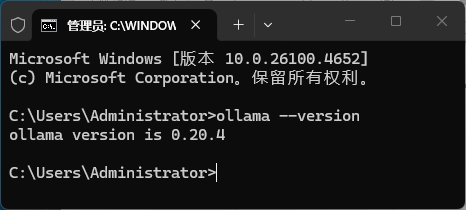 管理员: C:\WINDOW
Microsoft Windows [版本 10.0.26100.4652]
(c) Microsoft Corporation。保留所有权利。
C:\Users\Administrator>ollama --version
ollama version is 0.20.4
C:\Users\Administrator>